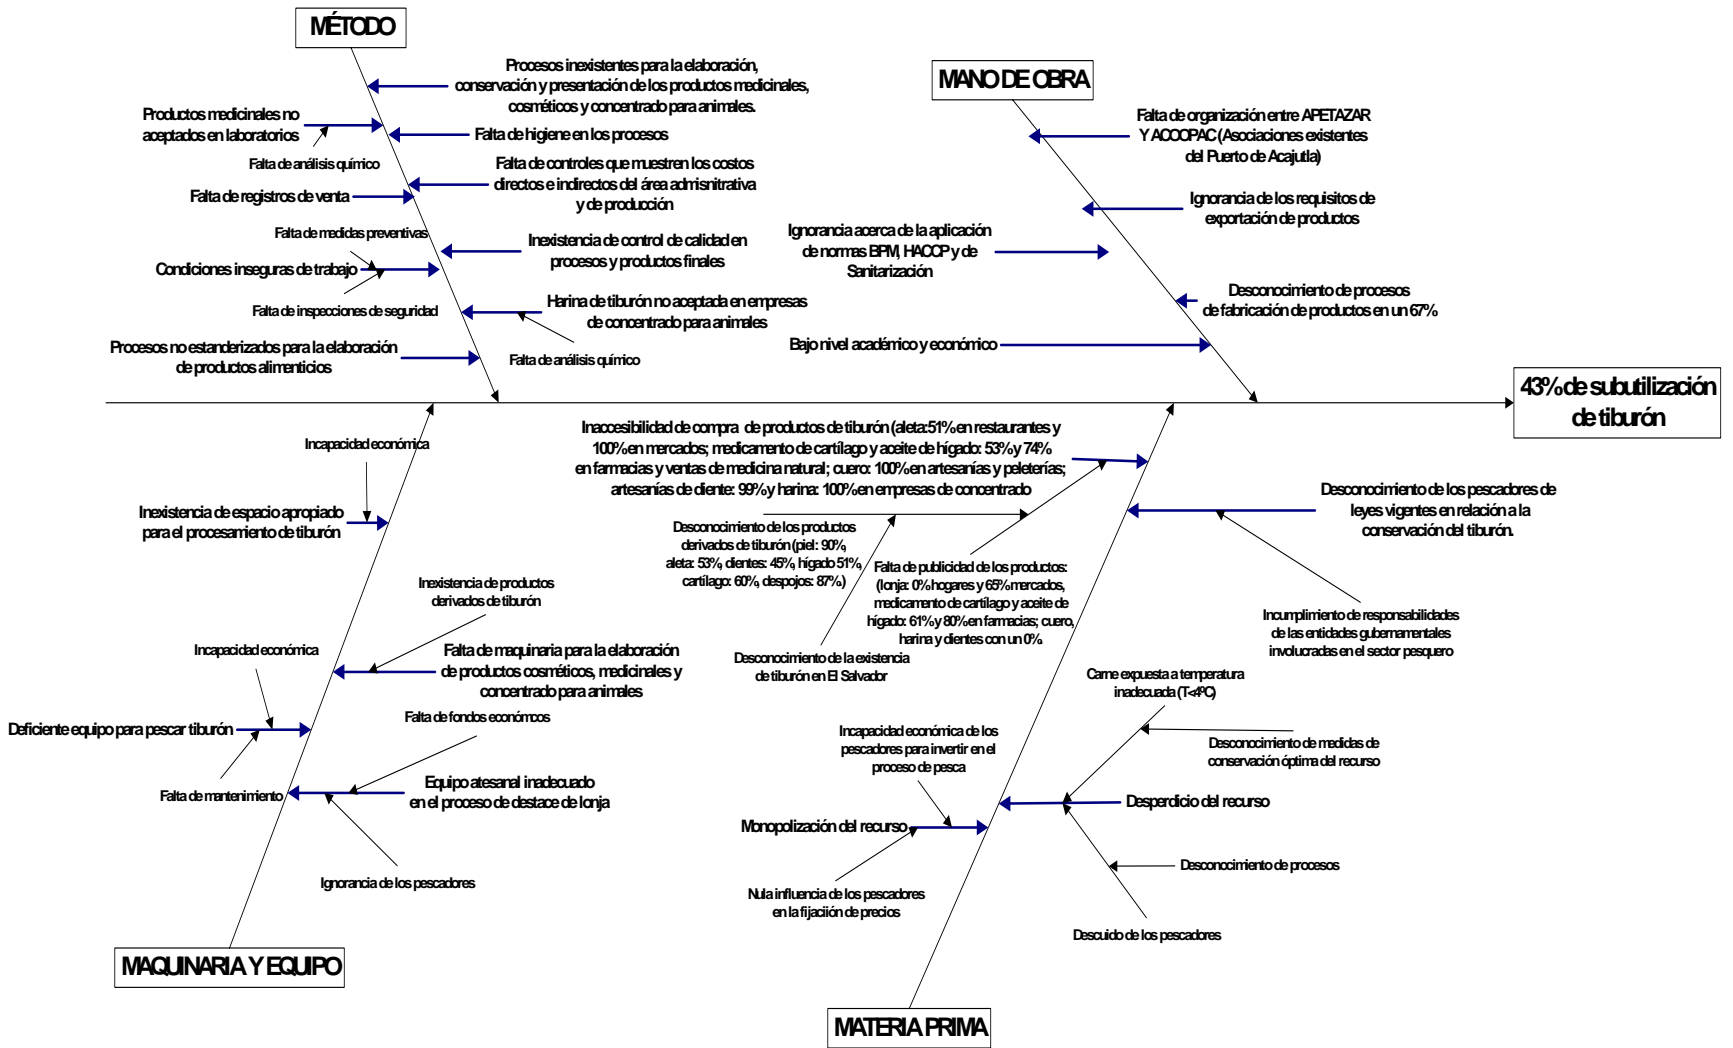 MÉTODO
Procesos inexistentes para la elaboración,
conservación y presentación de los productos medicinales,
cosméticos y concentrado para animales.
Productos medicinales no
aceptados en laboratorios
Falta de higiene en los procesos
Falta de análisis químico
Falta de controles que muestren los costos
directos e indirectos del área admisnitrativa
y de producción
Falta de registros de venta
Falta de medidas preventivas
Inexistencia de control de calidad en
procesos y productos finales
Condiciones inseguras de trabajo
Falta de inspecciones de seguridad
Harina de tiburón no aceptada en empresas
de concentrado para animales
Procesos no estanderizados para la elaboración
de productos alimenticios
Falta de análisis químico
MANO DE OBRA
Falta de organización entre APETAZAR
Y ACOOPAC (Asociaciones existentes
del Puerto de Acajutla)
Ignorancia de los requisitos de
exportación de productos
Ignorancia acerca de la aplicación
de normas BPM, HACCP y de
Sanitarización
Desconocimiento de procesos
de fabricación de productos en un 67%
Bajo nivel académico y económico
43% de subutilización
de tiburón
Incapacidad económica
Inexistencia de espacio apropiado
para el procesamiento de tiburón
Inexistencia de productos
derivados de tiburón
Incapacidad económica
Falta de maquinaria para la elaboración
de productos cosméticos, medicinales y
concentrado para animales
Deficiente equipo para pescar tiburón
Falta de fondos económcos
Falta de mantenimiento
Equipo atesanal inadecuado
en el proceso de destace de lonja
Ignorancia de los pescadores
MAQUINARIA Y EQUIPO
Inaccesibilidad de compra de productos de tiburón (aleta:51% en restaurantes y
100% en mercados; medicamento de cartílago y aceite de hígado: 53% y 74%
en farmacias y ventas de medicina natural; cuero: 100% en artesanías y peleterías;
artesanías de diente: 99% y harina: 100% en empresas de concentrado
Desconocimiento de los productos
derivados de tiburón (piel: 90%,
aleta: 53%, dientes: 45%, hígado 51%,
cartílago: 60%, despojos: 87%.)
Falta de publicidad de los productos:
(lonja: 0% hogares y 65% mercados,
medicamento de cartílago y aceite de
hígado: 61% y 80% en farmacias; cuero,
harina y dientes con un 0%
Desconocimiento de la existencia
de tiburón en El Salvador
Desconocimiento de los pescadores de
leyes vigentes en relación a la
conservación del tiburón.
Incumplimiento de responsabilidades
de las entidades gubernamentales
involucradas en el sector pesquero
Carne expuesta a temperatura
inadecuada (T<4ºC)
Desconocimiento de medidas de
conservación óptima del recurso
Incapacidad económica de los
pescadores para invertir en el
proceso de pesca
Desperdicio del recurso
Monopolización del recurso
Desconocimiento de procesos
Nula influencia de los pescadores
en la fijaciión de precios
Descuido de los pescadores
MATERIA PRIMA